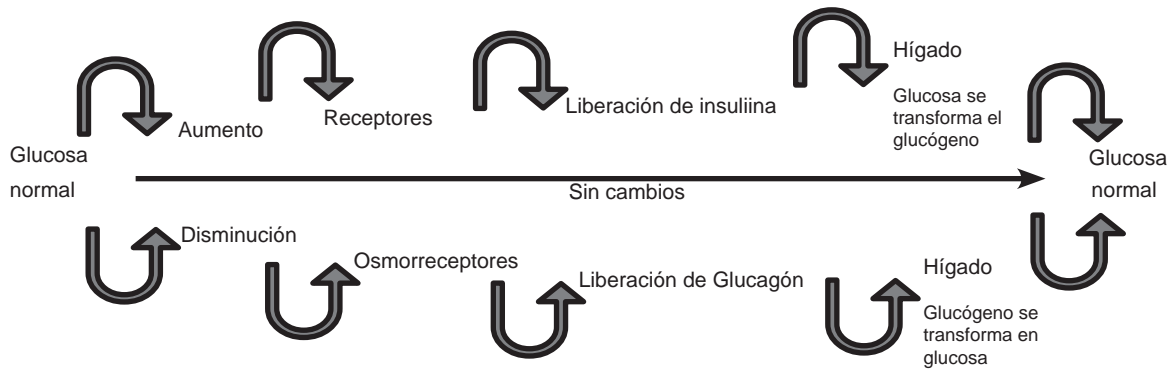 Glucosa
normal
Aumento
Receptores
Liberación de insuliina
Hígado
Glucosa se
transforma el
glucógeno
Glucosa
normal
Sin cambios
Disminución
Osmorreceptores
Liberación de Glucagón
Hígado
Glucógeno se
transforma en
glucosa